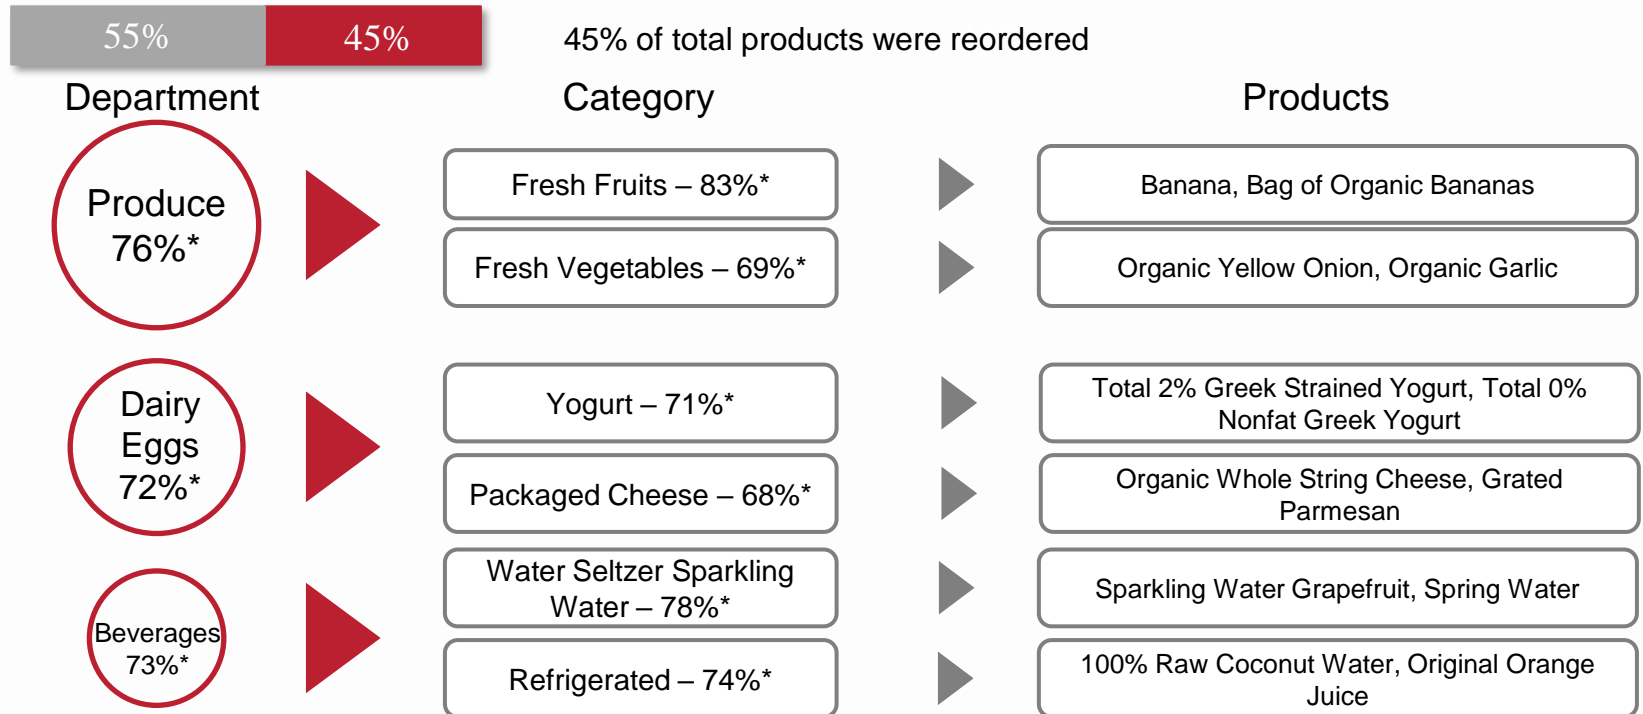 55%
45%
45% of total products were reordered
Department
Category
Products
Produce
76%*
Fresh Fruits – 83%*
Banana, Bag of Organic Bananas
Fresh Vegetables – 69%*
Organic Yellow Onion, Organic Garlic
Dairy
Eggs
72%*
Yogurt – 71%*
Total 2% Greek Strained Yogurt, Total 0%
Nonfat Greek Yogurt
Packaged Cheese – 68%*
Organic Whole String Cheese, Grated
Parmesan
Beverages
73%*
Water Seltzer Sparkling
Water – 78%*
Sparkling Water Grapefruit, Spring Water
Refrigerated – 74%*
100% Raw Coconut Water, Original Orange
Juice